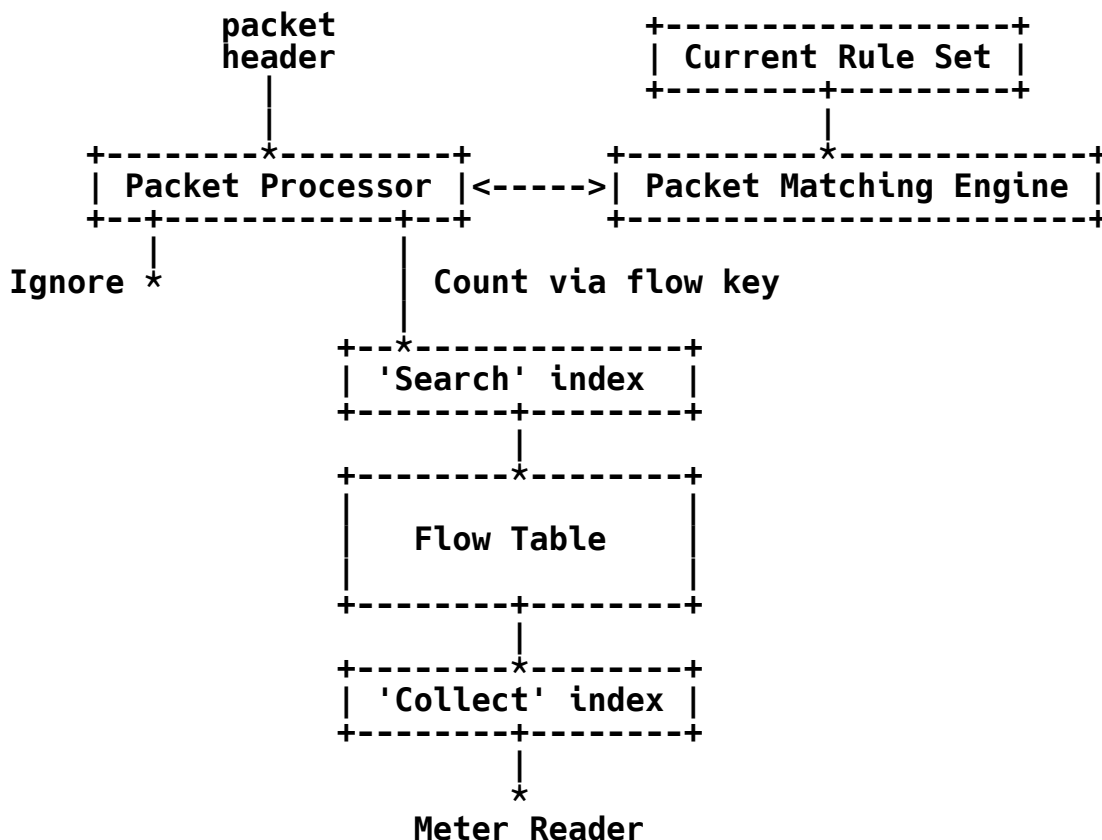 packet
header
Current Rule Set
Packet Processor
Packet Matching Engine
Ignore
Count via flow key
'Search' index
Flow Table
'Collect' index
Meter Reader